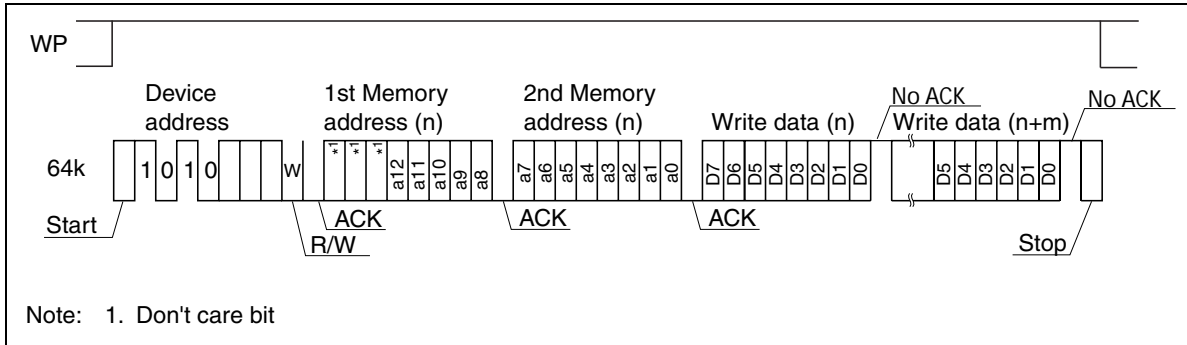 WP
Device address
1st Memory address (n)
2nd Memory address (n)
Write data (n)
No ACK
Write data (n+m)
No ACK
64k
1 0 1 0
W
*1 *1 *1 a12 a11 a10 a9 a8
a7 a6 a5 a4 a3 a2 a1 a0
D7 D6 D5 D4 D3 D2 D1 D0
D5 D4 D3 D2 D1 D0
Start
R/W
ACK
ACK
ACK
Stop
Note: 1. Don't care bit